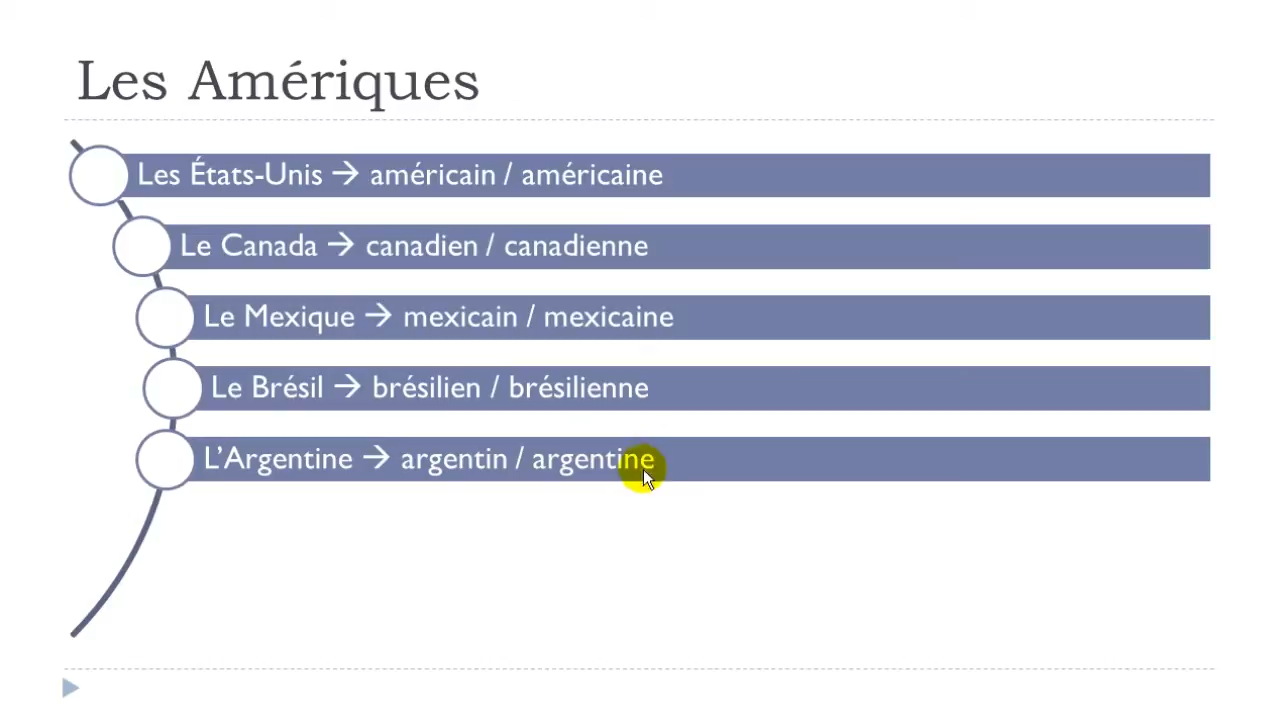 Les Amériques
Les États-Unis → américain / américaine
Le Canada → canadien / canadienne
Le Mexique → mexicain / mexicaine
Le Brésil → brésilien / brésilienne
L’Argentine → argentin / argentine